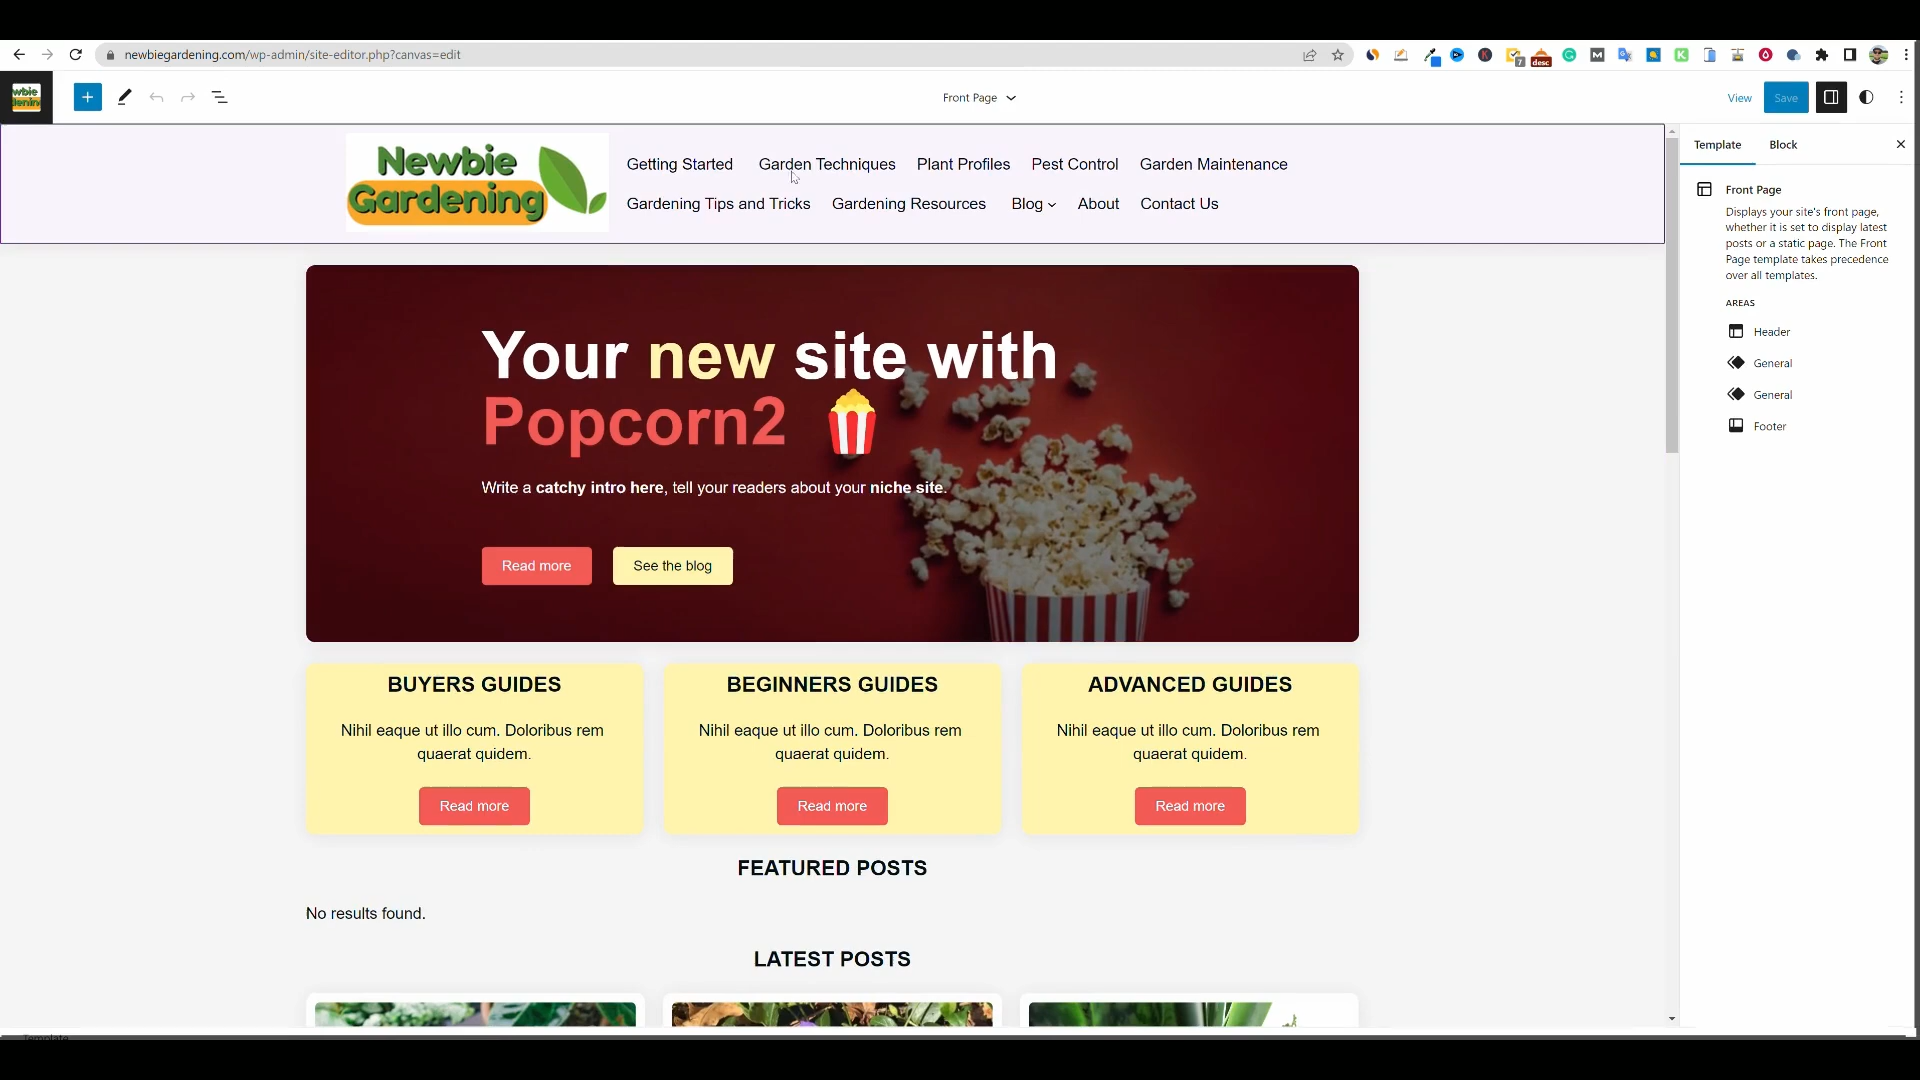 newbiegardening.com/wp-admin/site-editor.php?canvas=edit
7
desc
Front Page
View
Save
Newbie
Gardening
Getting Started
Garden Techniques
Plant Profiles
Pest Control
Garden Maintenance
Gardening Tips and Tricks
Gardening Resources
Blog
About
Contact Us
Template
Block
Front Page
Displays your site's front page,
whether it is set to display latest
posts or a static page. The Front
Page template takes precedence
over all templates.
AREAS
Header
General
General
Footer
Your new site with
Popcorn2
Write a catchy intro here, tell your readers about your niche site.
Read more
See the blog
BUYERS GUIDES
Nihil eaque ut illo cum. Doloribus rem
quaerat quidem.
Read more
BEGINNERS GUIDES
Nihil eaque ut illo cum. Doloribus rem
quaerat quidem.
Read more
ADVANCED GUIDES
Nihil eaque ut illo cum. Doloribus rem
quaerat quidem.
Read more
FEATURED POSTS
No results found.
LATEST POSTS